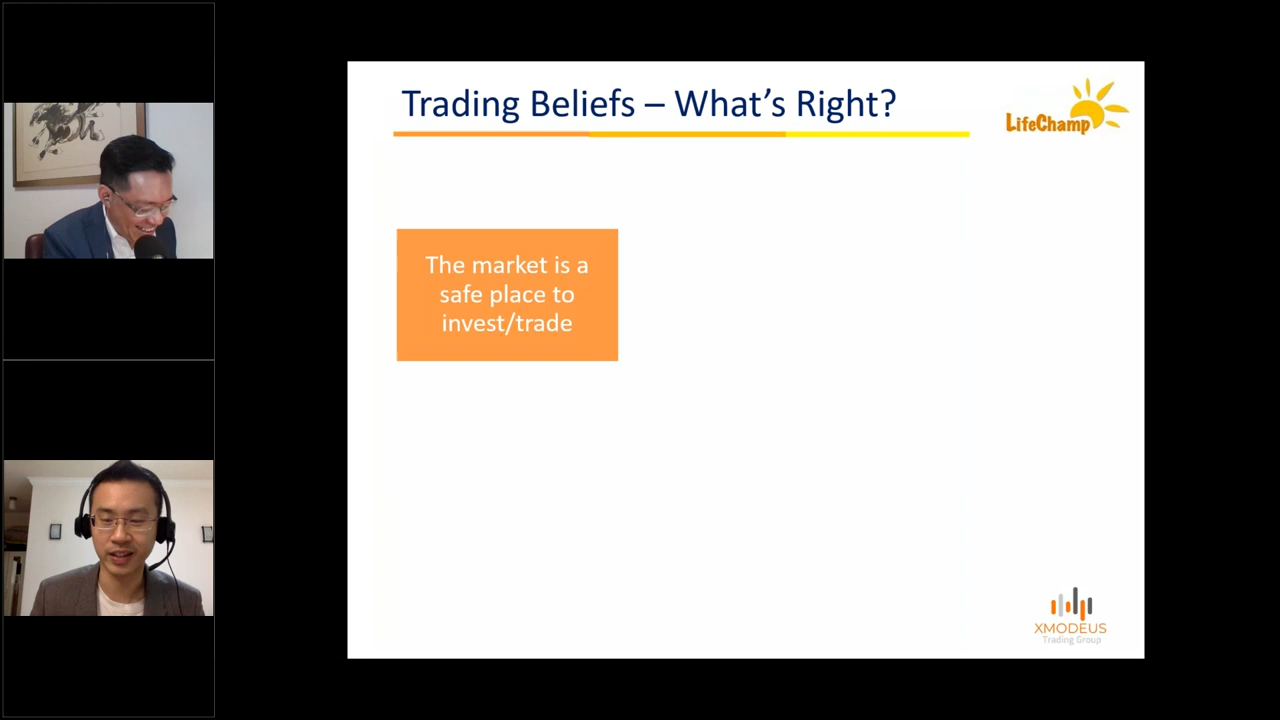 Trading Beliefs – What's Right?
LifeChamp
The market is a
safe place to
invest/trade
XMODEUS
Trading Group